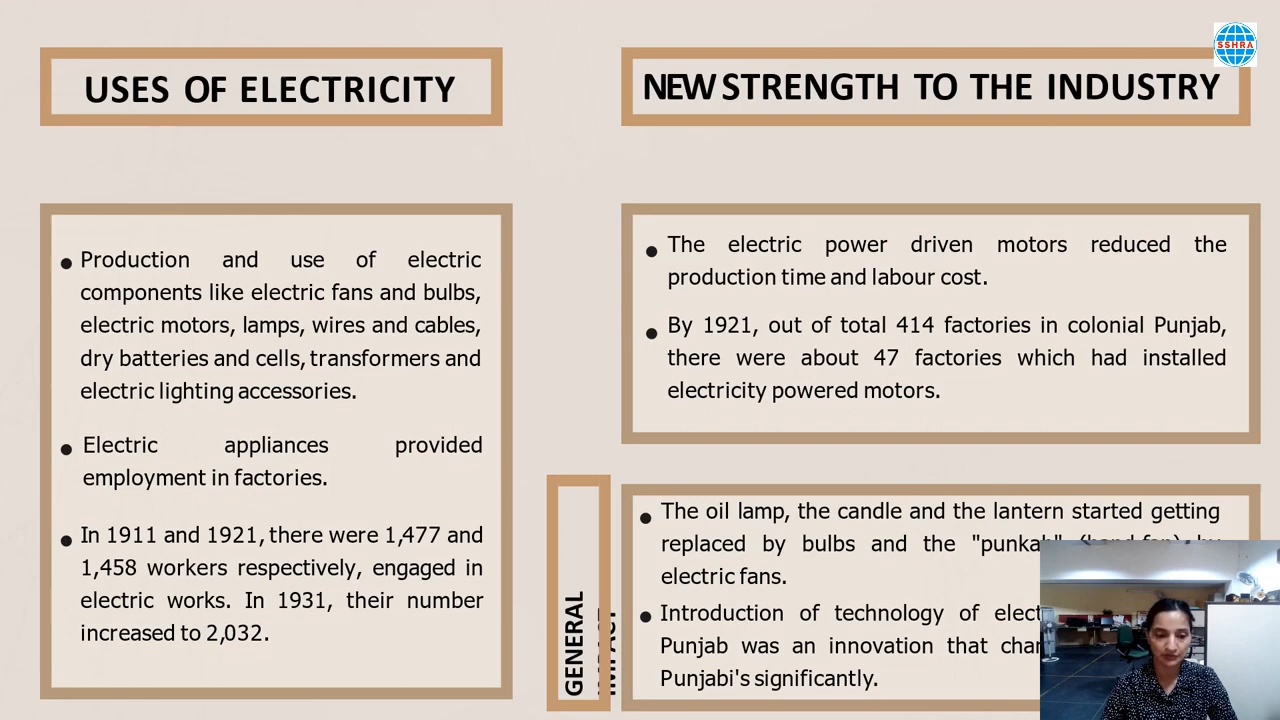 SSHRA
USES OF ELECTRICITY
NEW STRENGTH TO THE INDUSTRY
● Production and use of electric
components like electric fans and bulbs,
electric motors, lamps, wires and cables,
dry batteries and cells, transformers and
electric lighting accessories.
● Electric appliances provided
employment in factories.
● In 1911 and 1921, there were 1,477 and
1,458 workers respectively, engaged in
electric works. In 1931, their number
increased to 2,032.
● The electric power driven motors reduced the
production time and labour cost.
● By 1921, out of total 414 factories in colonial Punjab,
there were about 47 factories which had installed
electricity powered motors.
GENERAL
IMPACT
● The oil lamp, the candle and the lantern started getting
replaced by bulbs and the "punkah" (hand fan) by
electric fans.
● Introduction of technology of
Punjab was an innovation that
Punjabi's significantly.